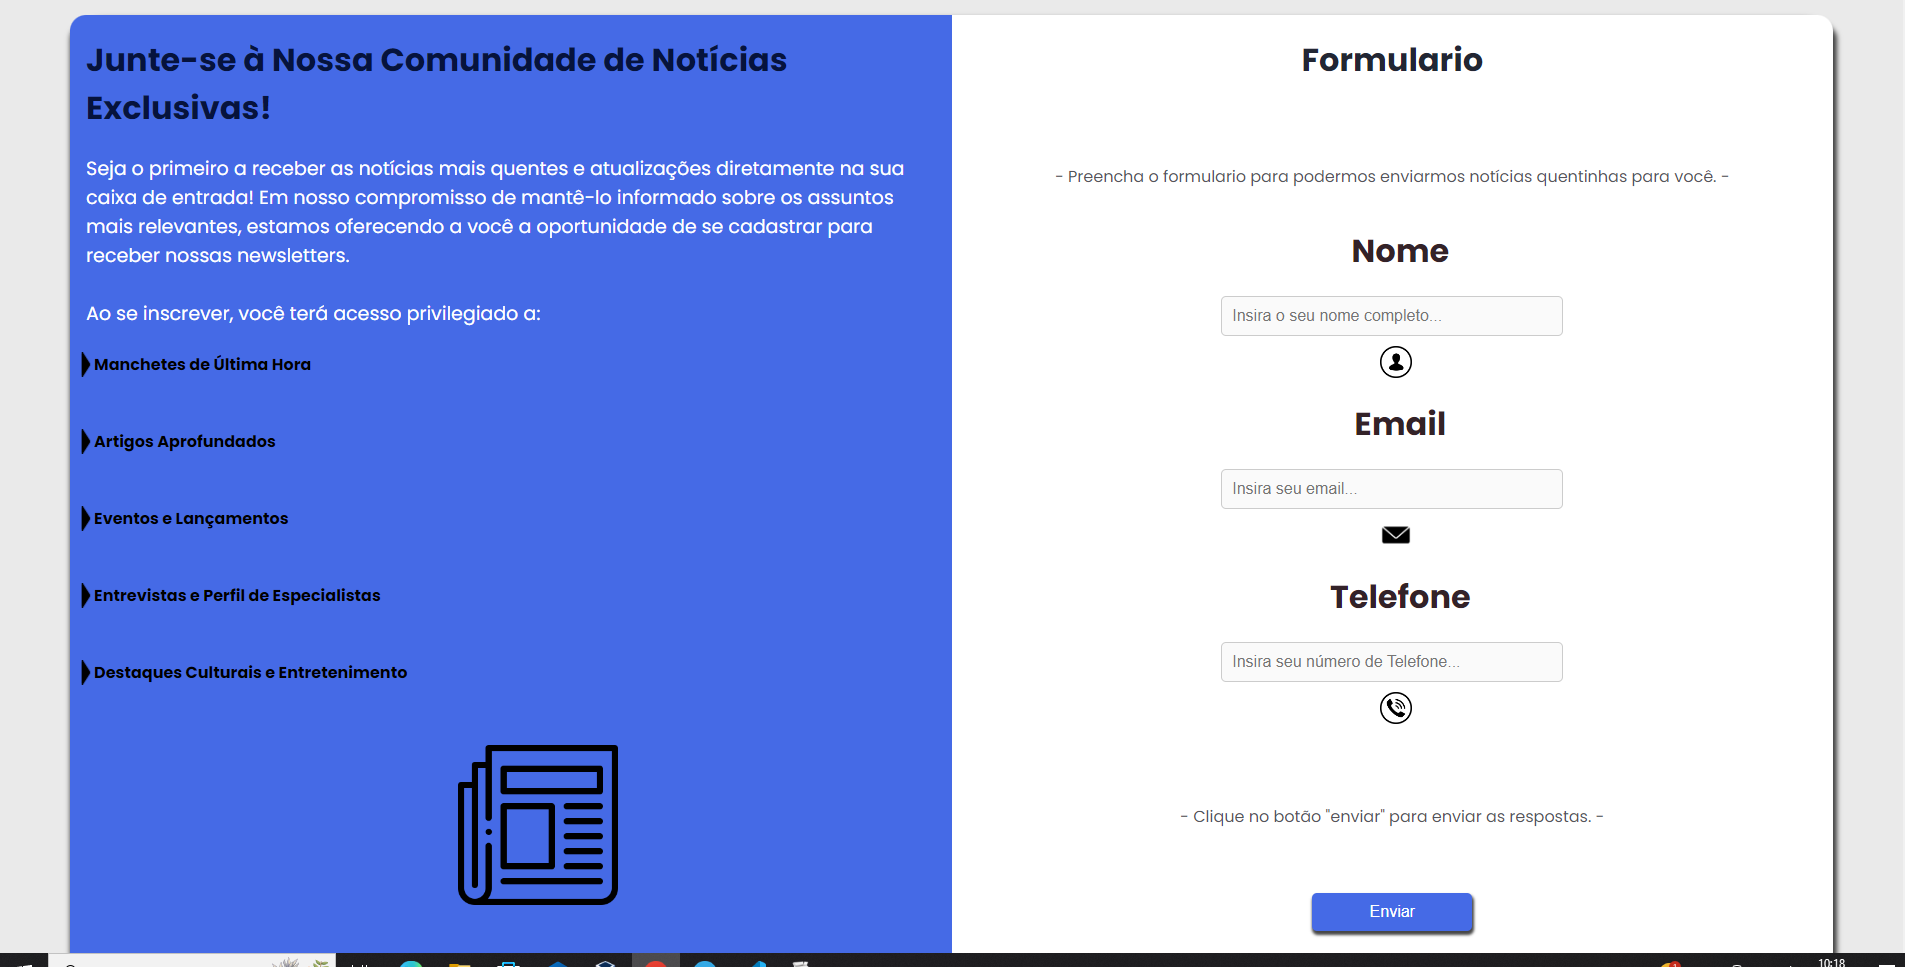 Junte-se à Nossa Comunidade de Notícias
Exclusivas!
Seja o primeiro a receber as notícias mais quentes e atualizações diretamente na sua
caixa de entrada! Em nosso compromisso de mantê-lo informado sobre os assuntos
mais relevantes, estamos oferecendo a você a oportunidade de se cadastrar para
receber nossas newsletters.
Ao se inscrever, você terá acesso privilegiado a:
Manchetes de Última Hora
Artigos Aprofundados
Eventos e Lançamentos
Entrevistas e Perfil de Especialistas
Destaques Culturais e Entretenimento
Formulario
- Preencha o formulario para podermos enviarmos notícias quentinhas para você. -
Nome
Insira o seu nome completo...
Email
Insira seu email...
Telefone
Insira seu número de Telefone...
- Clique no botão "enviar" para enviar as respostas. -
Enviar
10:18